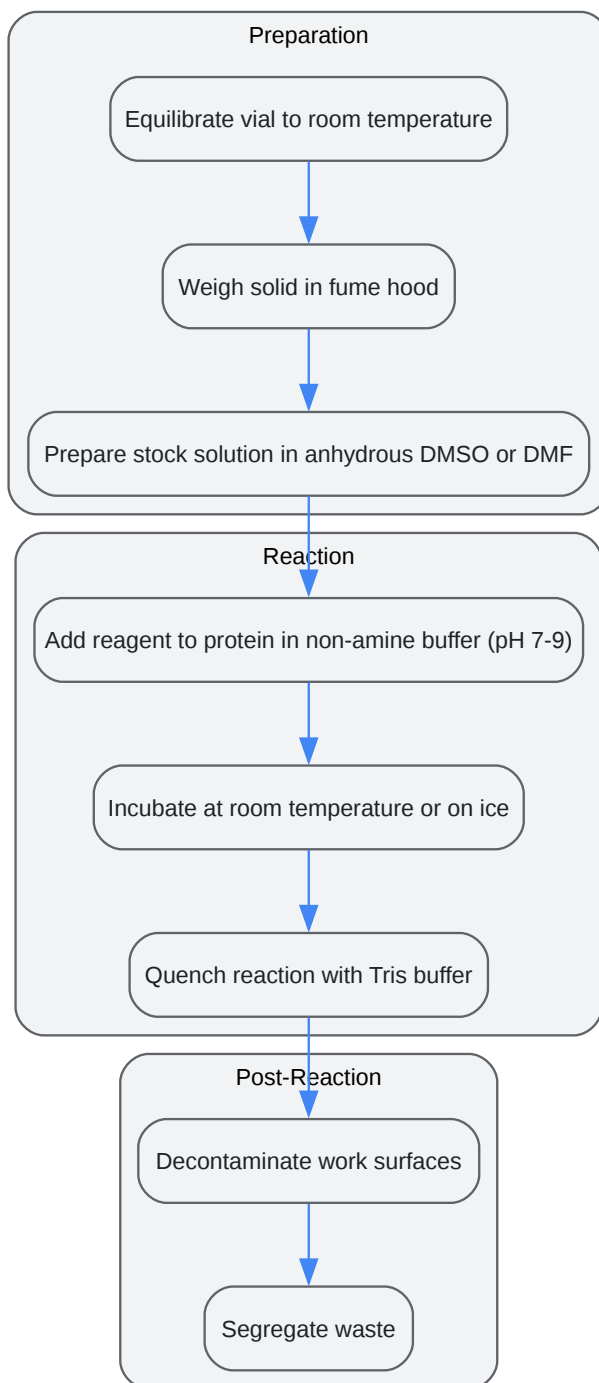 Preparation
Equilibrate vial to room temperature
Weigh solid in fume hood
Prepare stock solution in anhydrous DMSO or DMF
Reaction
Add reagent to protein in non-amine buffer (pH 7-9)
Incubate at room temperature or on ice
Quench reaction with Tris buffer
Post-Reaction
Decontaminate work surfaces
Segregate waste